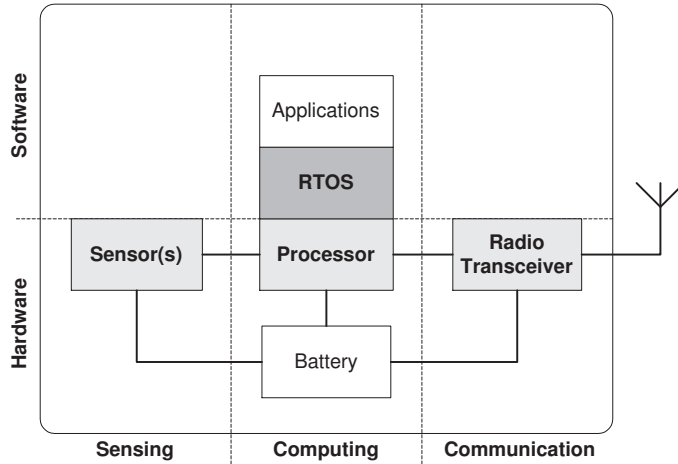 Software
Applications
RTOS
Hardware
Sensor(s)
Processor
Radio
Transceiver
Battery
Sensing
Computing
Communication